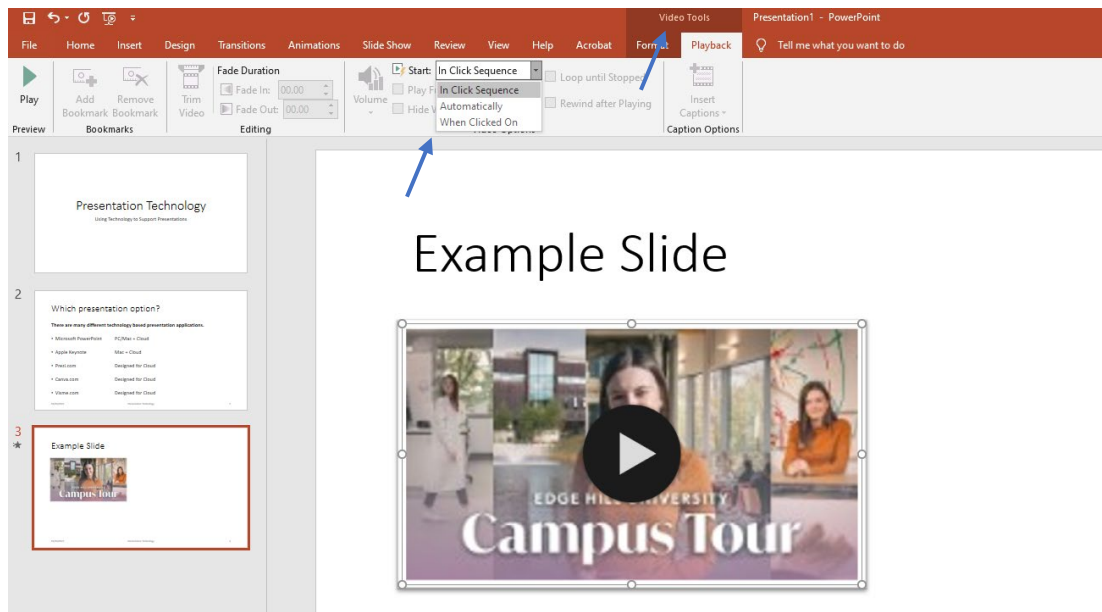 Video Tools
Presentation1 - PowerPoint
File Home Insert Design Transitions Animations Slide Show Review View Help Acrobat Format Playback Tell me what you want to do
Play
Preview
Add Bookmark
Remove Bookmark
Bookmarks
Trim Video
Fade Duration
Fade In: 00.00
Fade Out: 00.00
Editing
Volume
Start: In Click Sequence
In Click Sequence
Automatically
When Clicked On
Play
Hide
Loop until Stopped
Rewind after Playing
Insert Captions
Caption Options
1
Presentation Technology
Using Technology to Support Presentations
2
Which presentation option?
There are many different technology based presentation applications.
• Microsoft PowerPoint PC/Mac + Cloud
• Apple Keynote Mac + Cloud
• Prezi.com Designed for Cloud
• Canva.com Designed for Cloud
• Visme.com Designed for Cloud
3
Example Slide
Campus Tour
Example Slide
EDGE HILL UNIVERSITY
Campus Tour